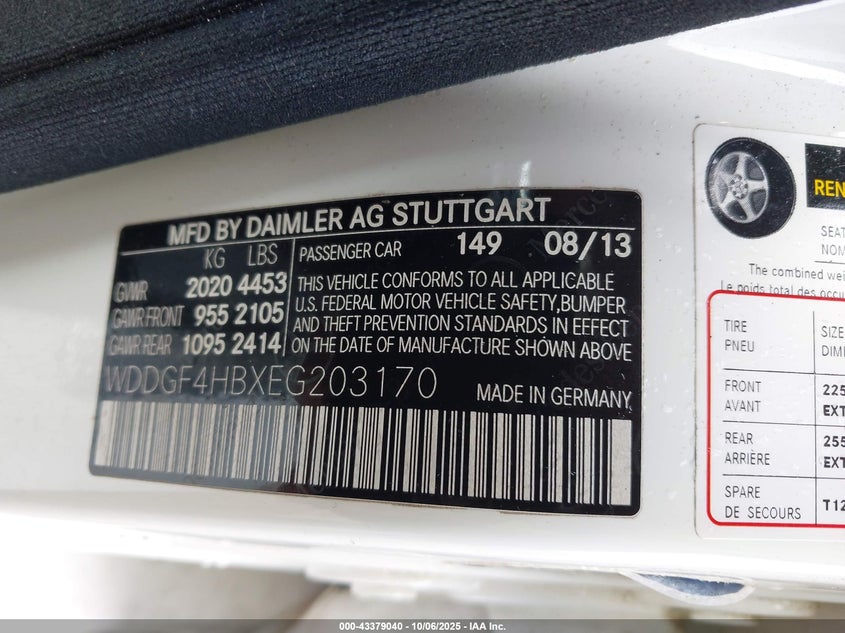 MFD BY DAIMLER AG STUTTGART
KG LBS
GVWR 2020 4453
GAWR FRONT 955 2105
GAWR REAR 1095 2414
PASSENGER CAR 149 08/13
THIS VEHICLE CONFORMS TO ALL APPLICABLE
U.S. FEDERAL MOTOR VEHICLE SAFETY,BUMPER
AND THEFT PREVENTION STANDARDS IN EFFECT
ON THE DATE OF MANUFACTURE SHOWN ABOVE
WDDGF4HBXEG203170 MADE IN GERMANY
The combined wei
Le poids total des occu
TIRE
PNEU
FRONT
AVANT
225
EXT
REAR
ARRIÈRE
255
EXT
SPARE
DE SECOURS
T12
000-43379040 | 10/06/2025 - IAA Inc.